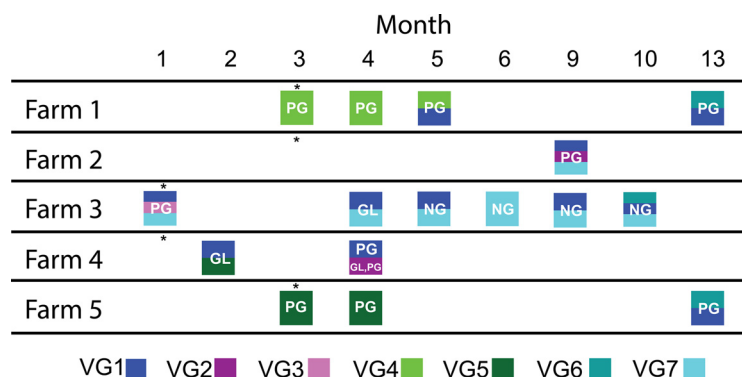 Month
1 2 3 4 5 6 9 10 13
*
Farm 1 PG PG PG PG
*
Farm 2 PG
*
Farm 3 PG GL NG NG NG NG
*
Farm 4 GL PG
GL,PG
*
Farm 5 PG PG PG
VG1 VG2 VG3 VG4 VG5 VG6 VG7